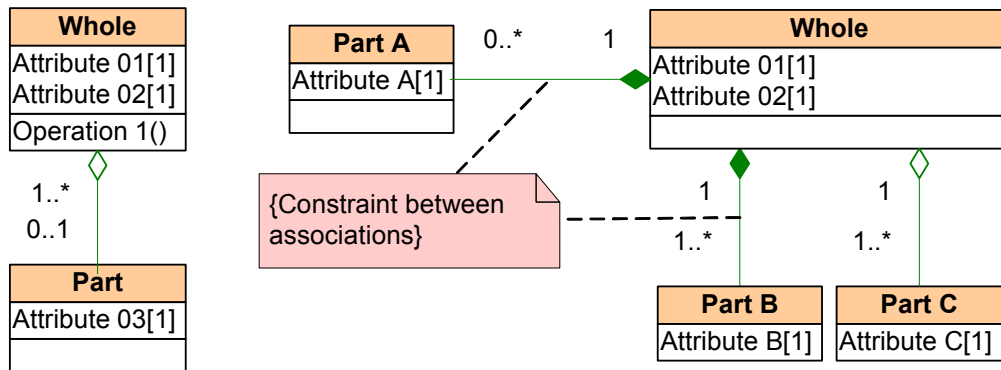 Whole
Attribute 01[1]
Attribute 02[1]
Operation 1()
1..*
0..1
Part
Attribute 03[1]
Part A
Attribute A[1]
0..*
1
Whole
Attribute 01[1]
Attribute 02[1]
{Constraint between
associations}
1
1..*
1
1..*
Part B
Attribute B[1]
Part C
Attribute C[1]